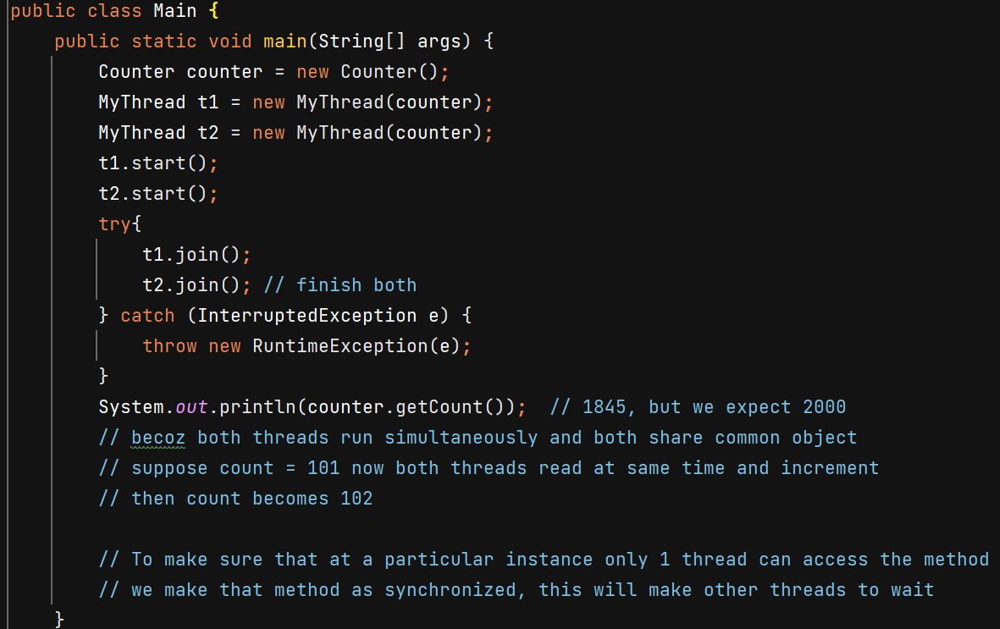 public class Main {
    public static void main(String[] args) {
        Counter counter = new Counter();
        MyThread t1 = new MyThread(counter);
        MyThread t2 = new MyThread(counter);
        t1.start();
        t2.start();
        try{
            t1.join();
            t2.join(); // finish both
        } catch (InterruptedException e) {
            throw new RuntimeException(e);
        }
        System.out.println(counter.getCount());  // 1845, but we expect 2000
        // becoz both threads run simultaneously and both share common object
        // suppose count = 101 now both threads read at same time and increment
        // then count becomes 102

        // To make sure that at a particular instance only 1 thread can access the method
        // we make that method as synchronized, this will make other threads to wait
    }